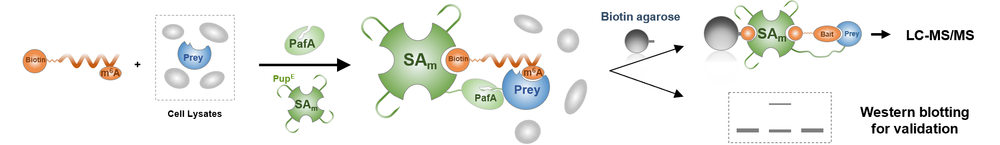 Biotin
m6A
+
Prey
Cell Lysates
PafA
PupE
SAm
SAm
Biotin
m6A
PafA
Prey
Biotin agarose
SAm
Bait
Prey
LC-MS/MS
Western blotting
for validation